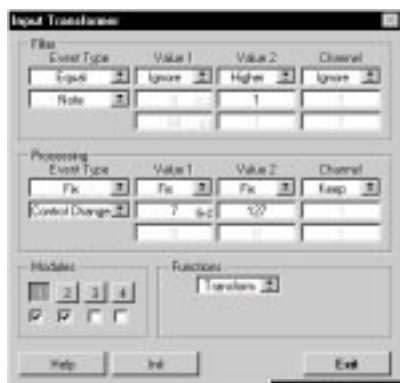 Input Transformer
Filter
Event Type Value 1 Value 2 Channel
Equal Ignore Higher Ignore
Note 1
Processing
Event Type Value 1 Value 2 Channel
Fix Fix Fix Keep
Control Change 7 127
Modules Functions
1 2 3 4 Transform
Help Init Exit